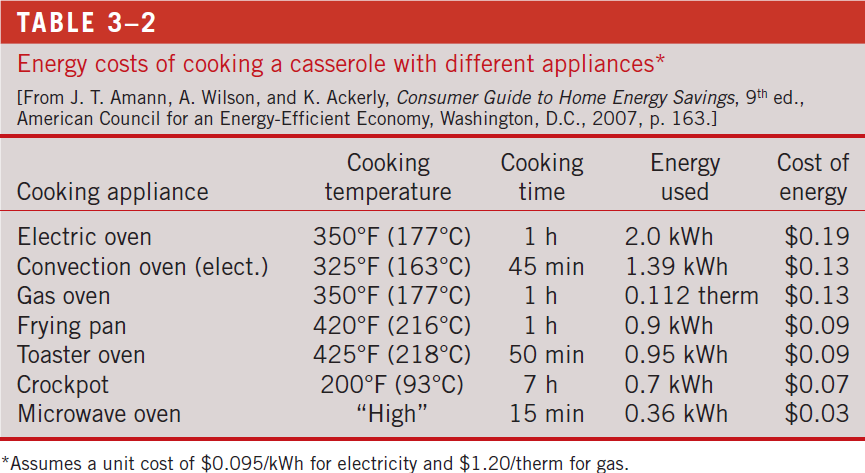 TABLE 3–2
Energy costs of cooking a casserole with different appliances*
[From J. T. Amann, A. Wilson, and K. Ackerly, Consumer Guide to Home Energy Savings, 9th ed.,
American Council for an Energy-Efficient Economy, Washington, D.C., 2007, p. 163.]
Cooking Cooking Energy Cost of
Cooking appliance temperature time used energy
Electric oven 350°F (177°C) 1 h 2.0 kWh $0.19
Convection oven (elect.) 325°F (163°C) 45 min 1.39 kWh $0.13
Gas oven 350°F (177°C) 1 h 0.112 therm $0.13
Frying pan 420°F (216°C) 1 h 0.9 kWh $0.09
Toaster oven 425°F (218°C) 50 min 0.95 kWh $0.09
Crockpot 200°F (93°C) 7 h 0.7 kWh $0.07
Microwave oven “High” 15 min 0.36 kWh $0.03
*Assumes a unit cost of $0.095/kWh for electricity and $1.20/therm for gas.